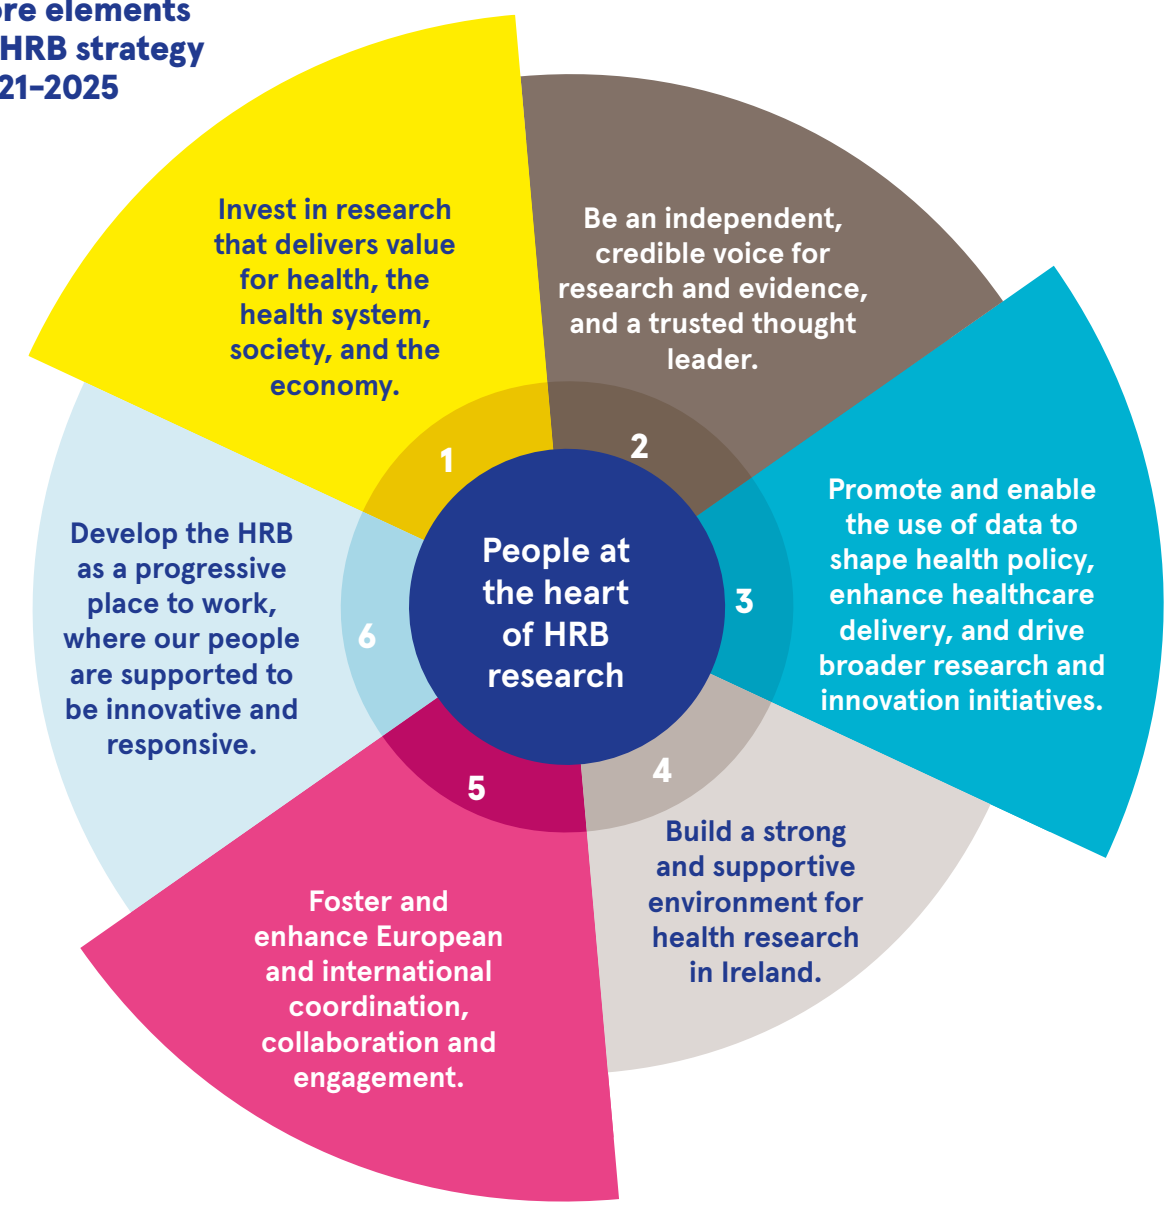 elements
HRB strategy
21–2025
Invest in research
that delivers value
for health, the
health system,
society, and the
economy.
1
Be an independent,
credible voice for
research and evidence,
and a trusted thought
leader.
2
Promote and enable
the use of data to
shape health policy,
enhance healthcare
delivery, and drive
broader research and
innovation initiatives.
3
Build a strong
and supportive
environment for
health research
in Ireland.
4
Foster and
enhance European
and international
coordination,
collaboration and
engagement.
5
Develop the HRB
as a progressive
place to work,
where our people
are supported to
be innovative and
responsive.
6
People at
the heart
of HRB
research